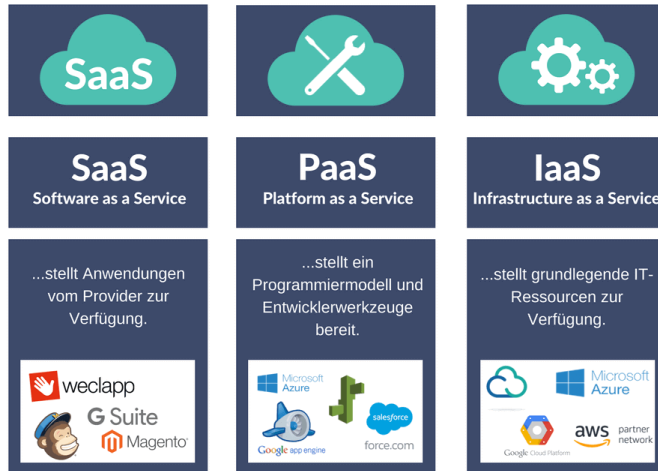 SaaS
SaaS
Software as a Service
...stellt Anwendungen
vom Provider zur
Verfügung.
weclapp
G Suite
Magento
PaaS
Platform as a Service
...stellt ein
Programmiermodell und
Entwicklerwerkzeuge
bereit.
Microsoft
Azure
salesforce
Google app engine
force.com
IaaS
Infrastructure as a Service
...stellt grundlegende IT-
Ressourcen zur
Verfügung.
Microsoft
Azure
Google Cloud Platform
aws partner
network